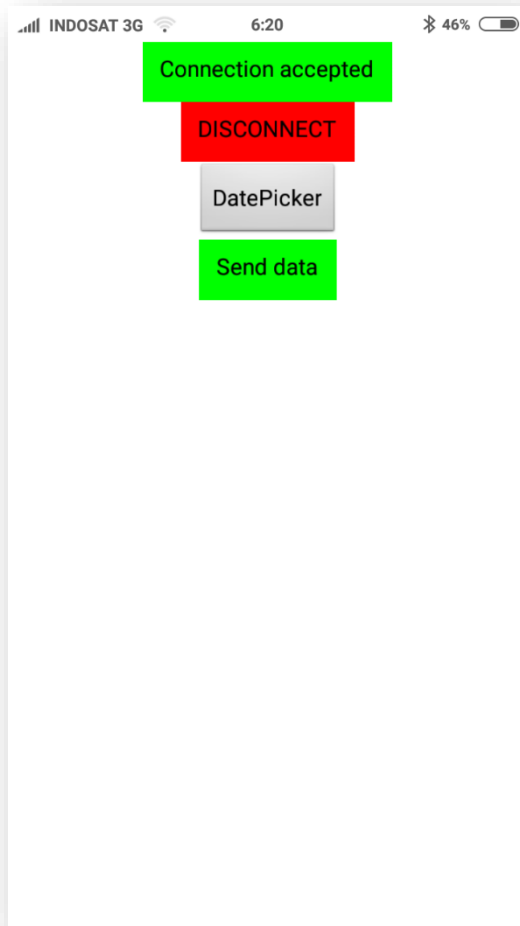 INDOSAT 3G 6:20 46%
Connection accepted
DISCONNECT
DatePicker
Send data